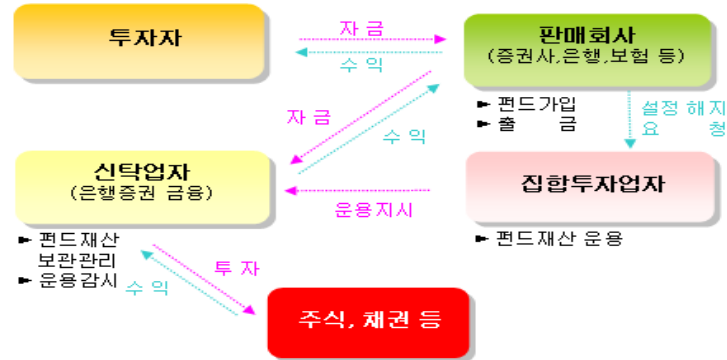 투자자
자 금
수 익
판매회사
(증권사,은행,보험 등)
► 펀드가입
► 출 금
설정 해지
요 청
자 금
수 익
신탁업자
(은행증권 금융)
운용지시
집합투자업자
► 펀드재산
보관관리
► 운용감시
► 펀드재산 운용
투 자
수 익
주식, 채권 등